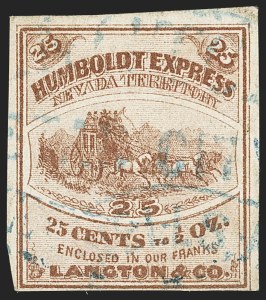 25 25
HUMBOLDT EXPRESS
NEVADA TERRITORY
25
25 CENTS TO ½ OZ.
ENCLOSED IN OUR FRANKS
LANGTON & CO.